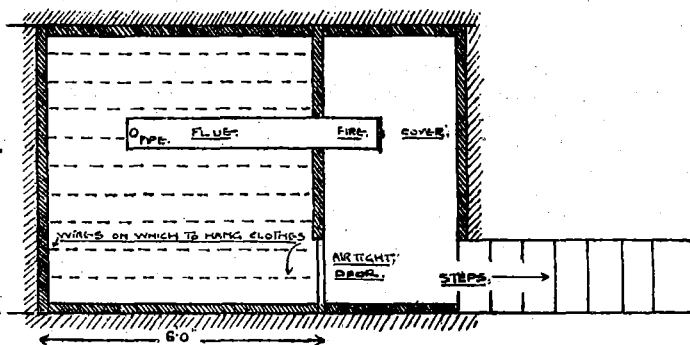 PIPE. FLUE. FIRE. COVER.
WIRES ON WHICH TO HANG CLOTHES
AIRTIGHT
DOOR.
STEPS.
6'0"